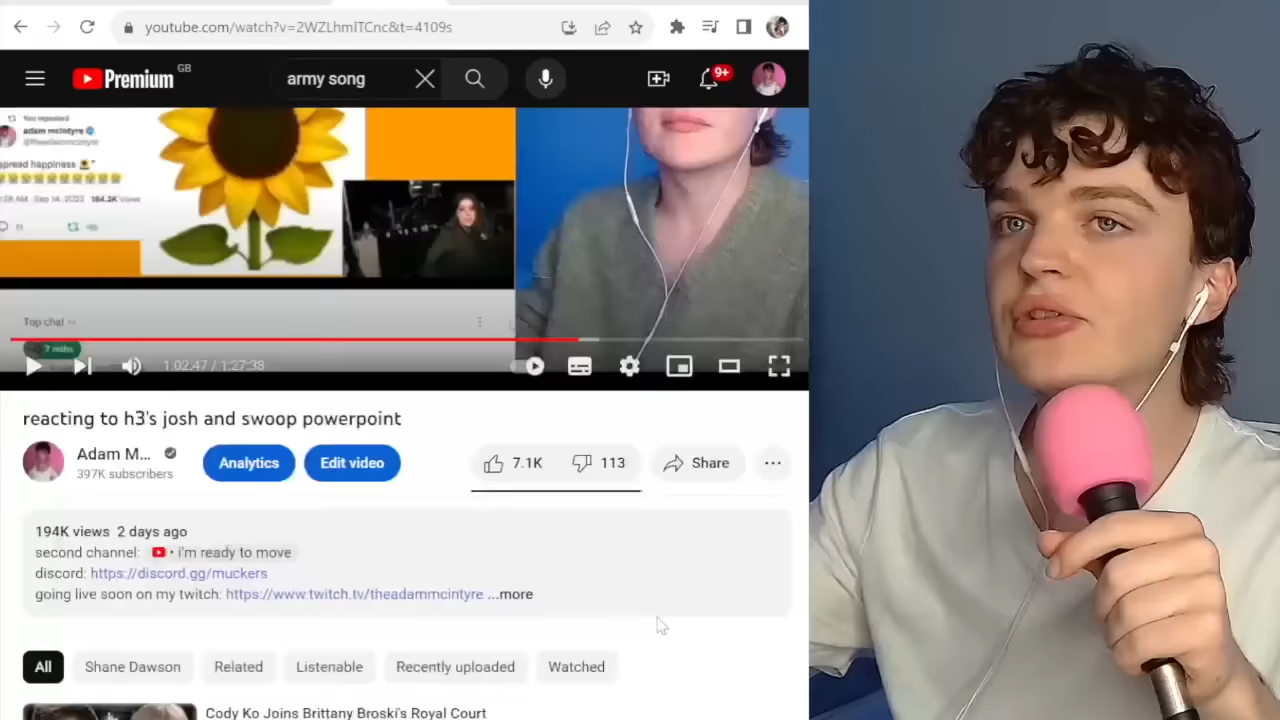 youtube.com/watch?v=2WZLhmlTCnc&t=4109s
Premium GB
army song
9+
You reposted
adam mcintyre
@theadammcintyre
spread happiness
Top chat
7 mths
1:02:47 / 1:27:38
reacting to h3's josh and swoop powerpoint
Adam M...
397K subscribers
Analytics
Edit video
7.1K
113
Share
194K views 2 days ago
second channel: • i'm ready to move
discord: https://discord.gg/muckers
going live soon on my twitch: https://www.twitch.tv/theadammcintyre ...more
All
Shane Dawson
Related
Listenable
Recently uploaded
Watched
Cody Ko Joins Brittany Broski's Royal Court